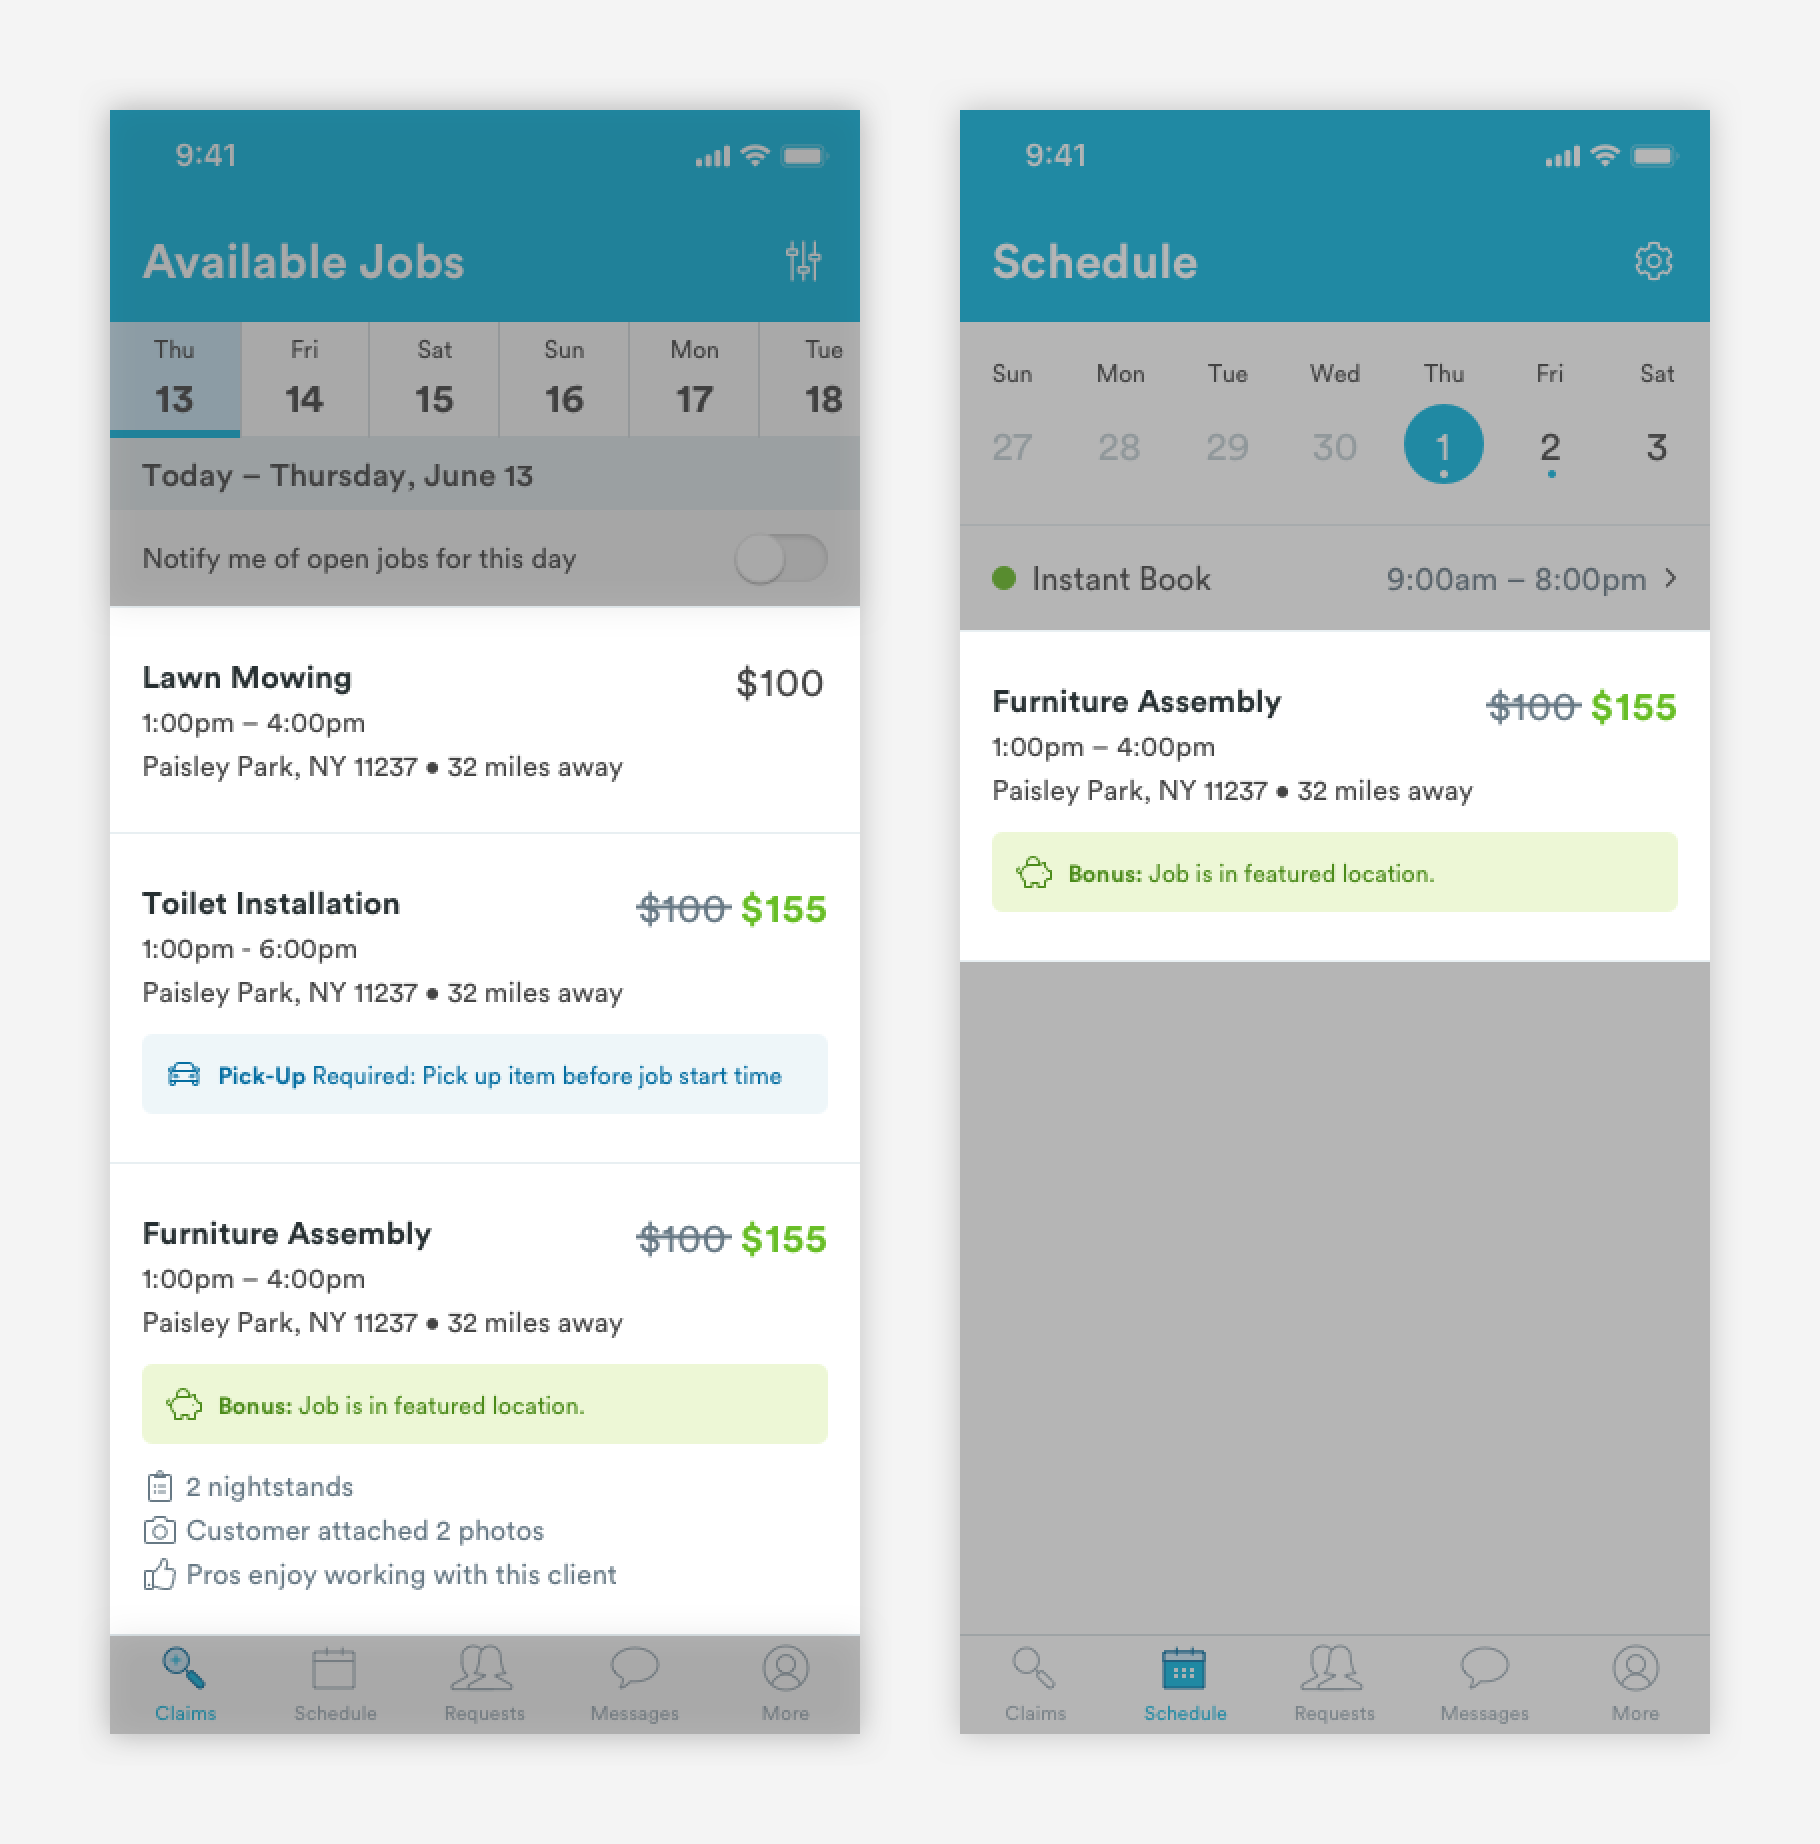 9:41
Available Jobs
Thu Fri Sat Sun Mon Tue
13 14 15 16 17 18
Today – Thursday, June 13
Notify me of open jobs for this day
Lawn Mowing $100
1:00pm – 4:00pm
Paisley Park, NY 11237 • 32 miles away
Toilet Installation $100 $155
1:00pm - 6:00pm
Paisley Park, NY 11237 • 32 miles away
Pick-Up Required: Pick up item before job start time
Furniture Assembly $100 $155
1:00pm – 4:00pm
Paisley Park, NY 11237 • 32 miles away
Bonus: Job is in featured location.
2 nightstands
Customer attached 2 photos
Pros enjoy working with this client
Claims Schedule Requests Messages More
9:41
Schedule
Sun Mon Tue Wed Thu Fri Sat
27 28 29 30 1 2 3
Instant Book 9:00am – 8:00pm
Furniture Assembly $100 $155
1:00pm – 4:00pm
Paisley Park, NY 11237 • 32 miles away
Bonus: Job is in featured location.
Claims Schedule Requests Messages More